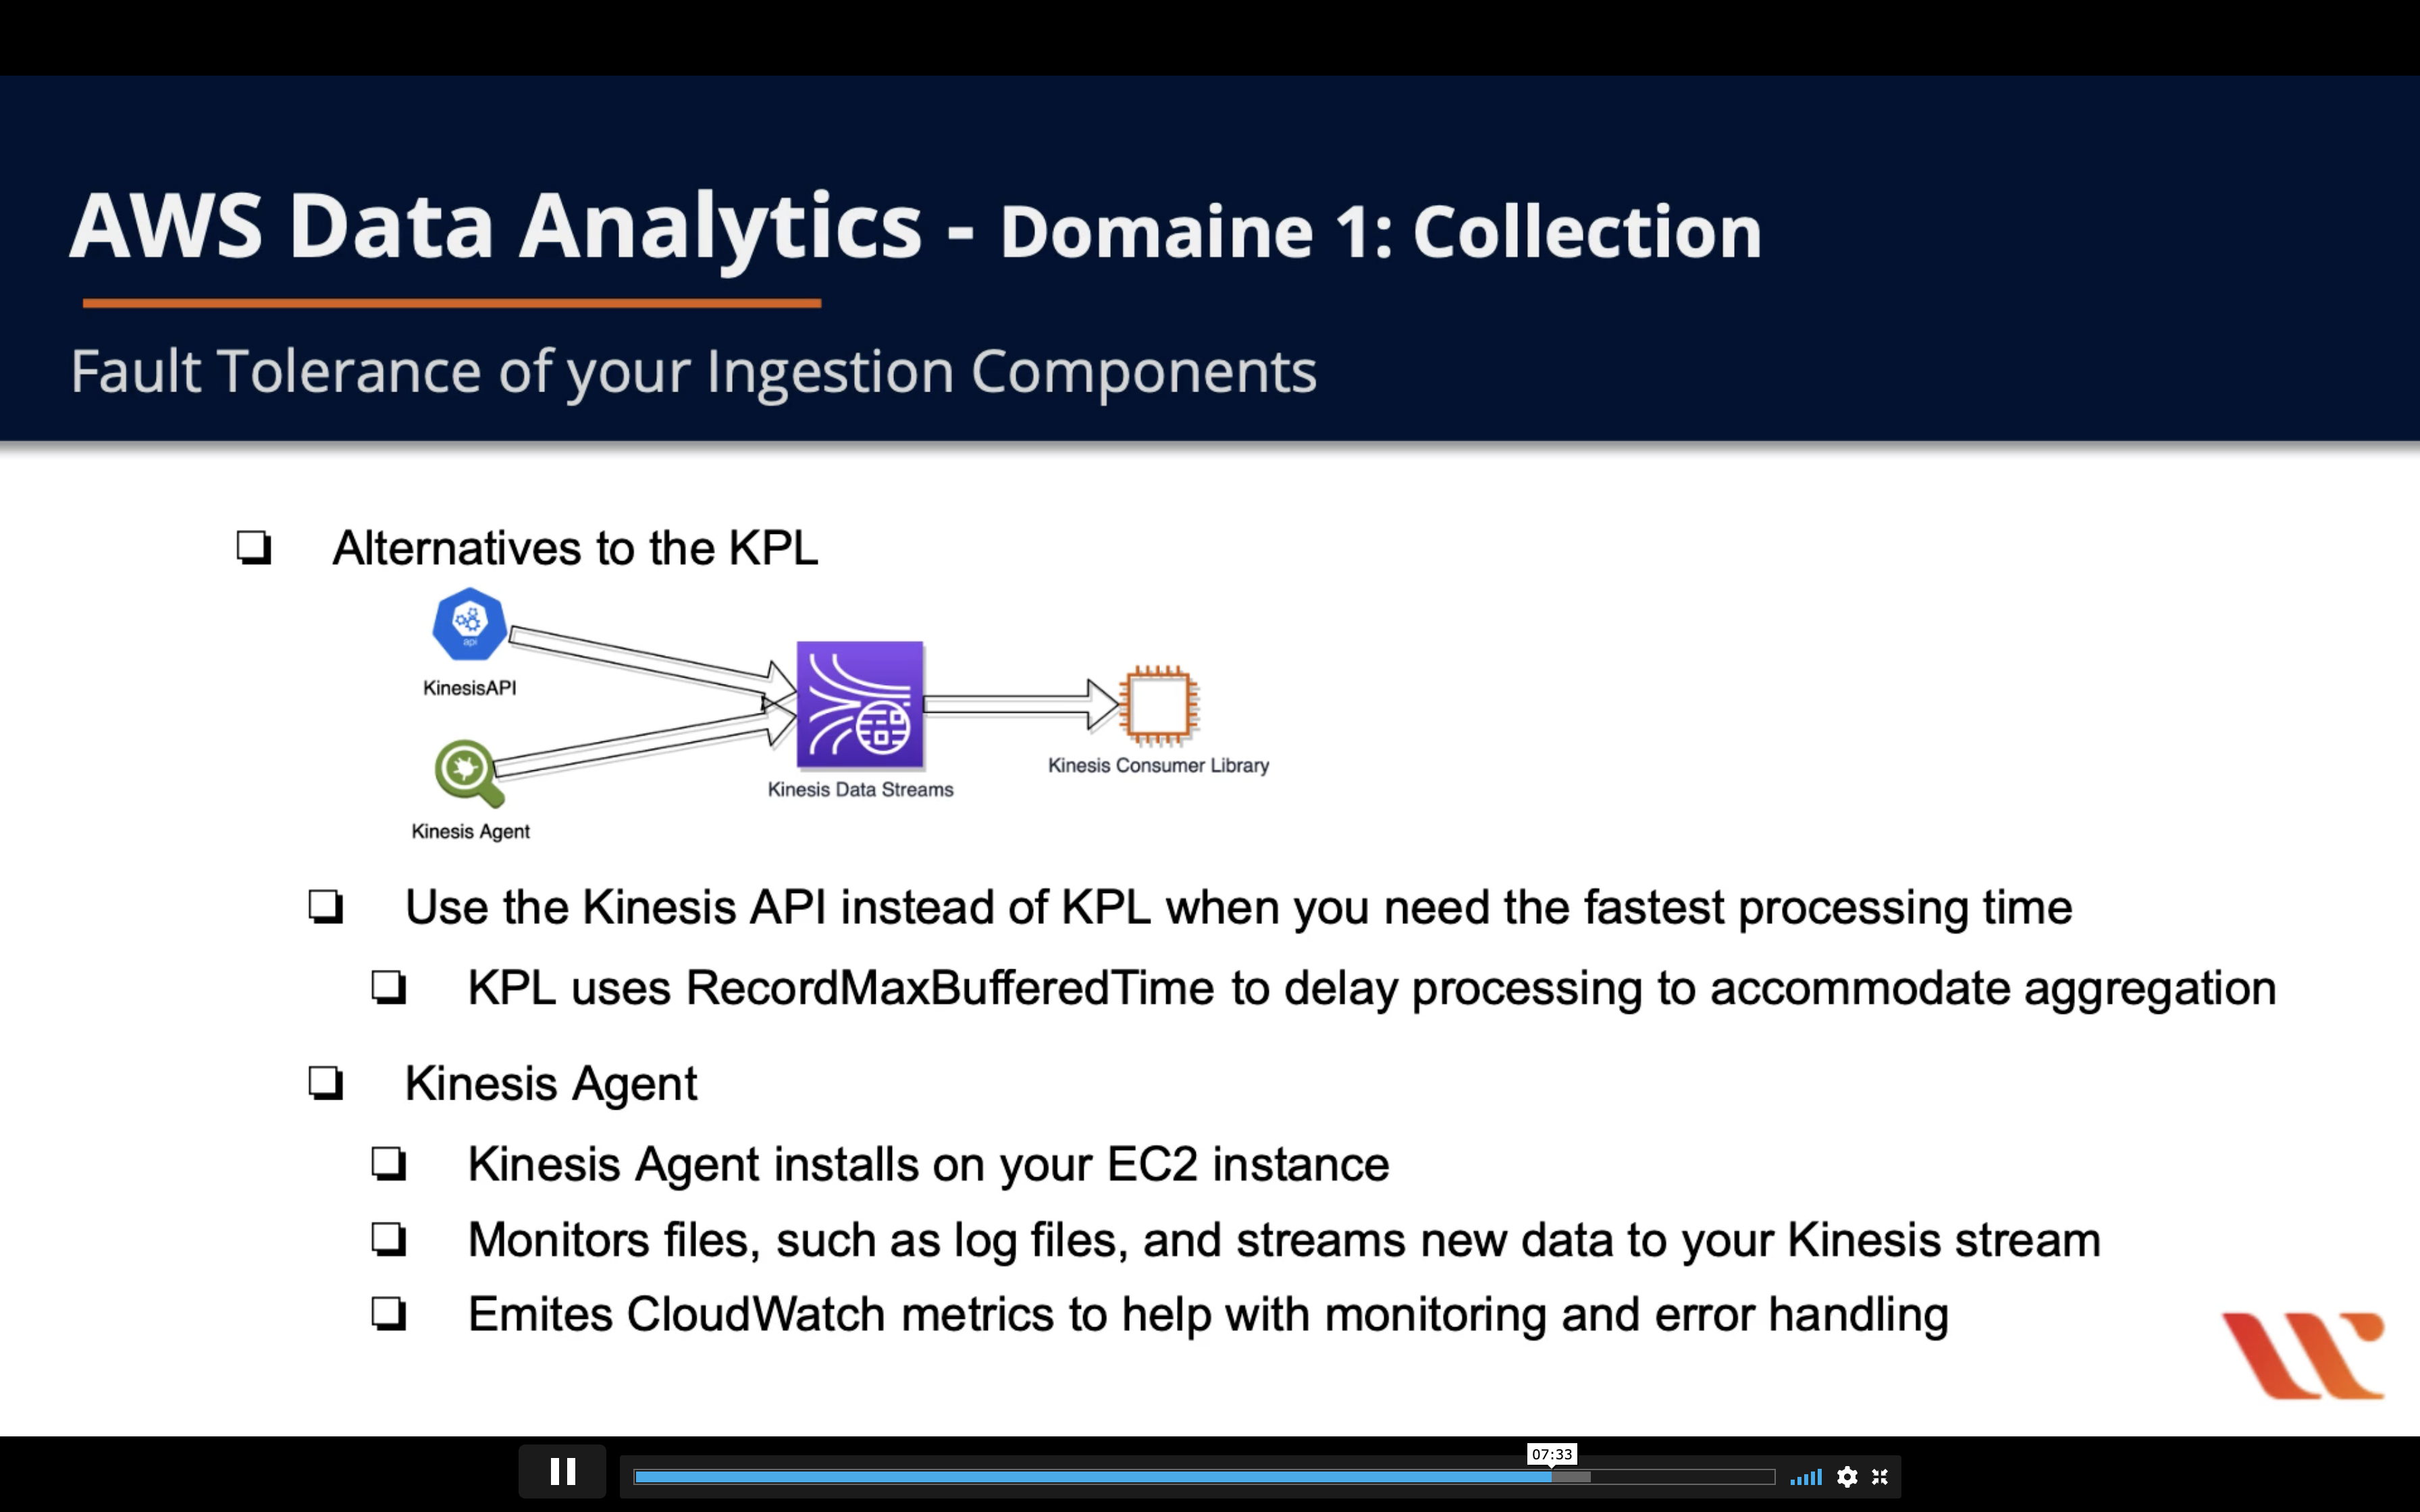 AWS Data Analytics - Domaine 1: Collection
Fault Tolerance of your Ingestion Components
Alternatives to the KPL
api
KinesisAPI
Kinesis Data Streams
Kinesis Consumer Library
Kinesis Agent
Use the Kinesis API instead of KPL when you need the fastest processing time
KPL uses RecordMaxBufferedTime to delay processing to accommodate aggregation
Kinesis Agent
Kinesis Agent installs on your EC2 instance
Monitors files, such as log files, and streams new data to your Kinesis stream
Emites CloudWatch metrics to help with monitoring and error handling
07:33